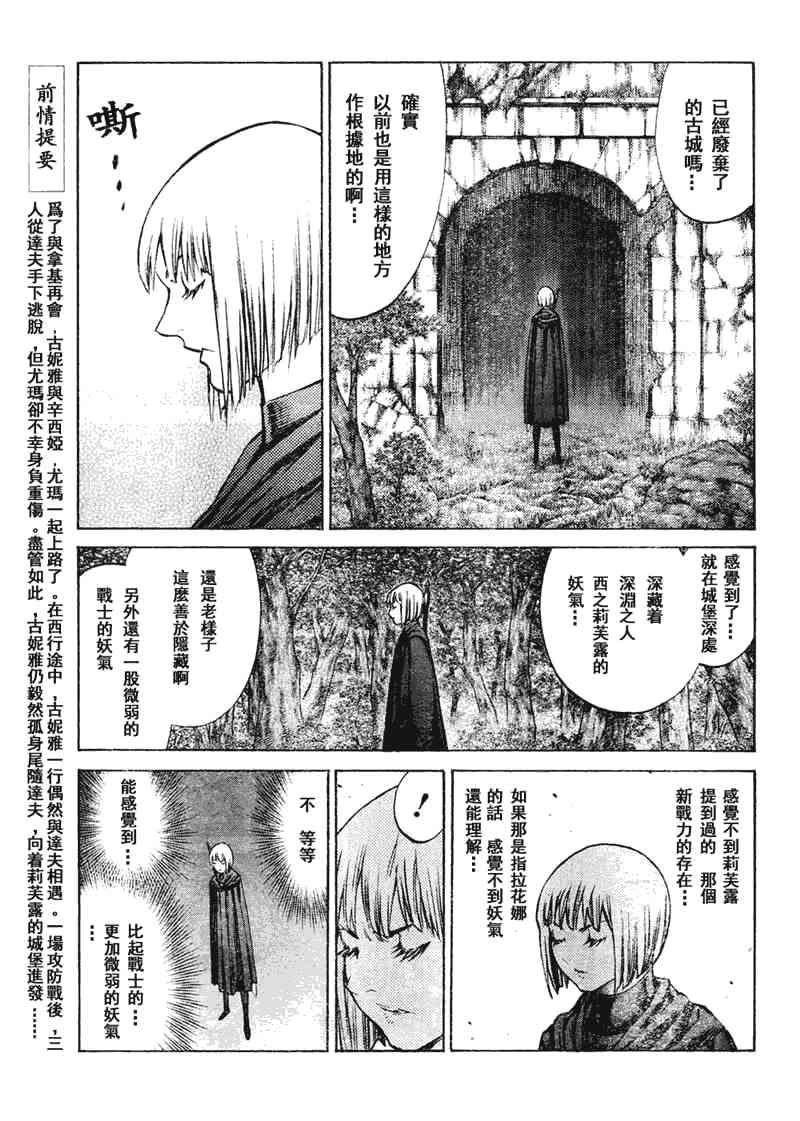 已經廢棄了
的古城嗎…
確實
以前也是用這樣的地方
作根據地的啊…
嘶…
感覺到了…
就在城堡深處
深藏着
深淵之人
西之莉芙露的
妖氣…
還是老樣子
這麼善於隱藏啊
另外還有一股微弱的
戰士的妖氣
感覺不到莉芙露
提到過的 那個
新戰力的存在…
如果那是指拉花娜
的話 感覺不到妖氣
還能理解…
！
不 等等
能感覺到…
比起戰士的…
更加微弱的妖氣
…
前情提要
爲了與拿基再會，古妮雅與辛西婭，尤瑪一起上路了。在西行途中，古妮雅一行偶然與達夫相遇。一場攻防戰後，三
人從達夫手下逃脫，但尤瑪卻不幸身負重傷。盡管如此，古妮雅仍毅然孤身尾隨達夫，向着莉芙露的城堡進發……